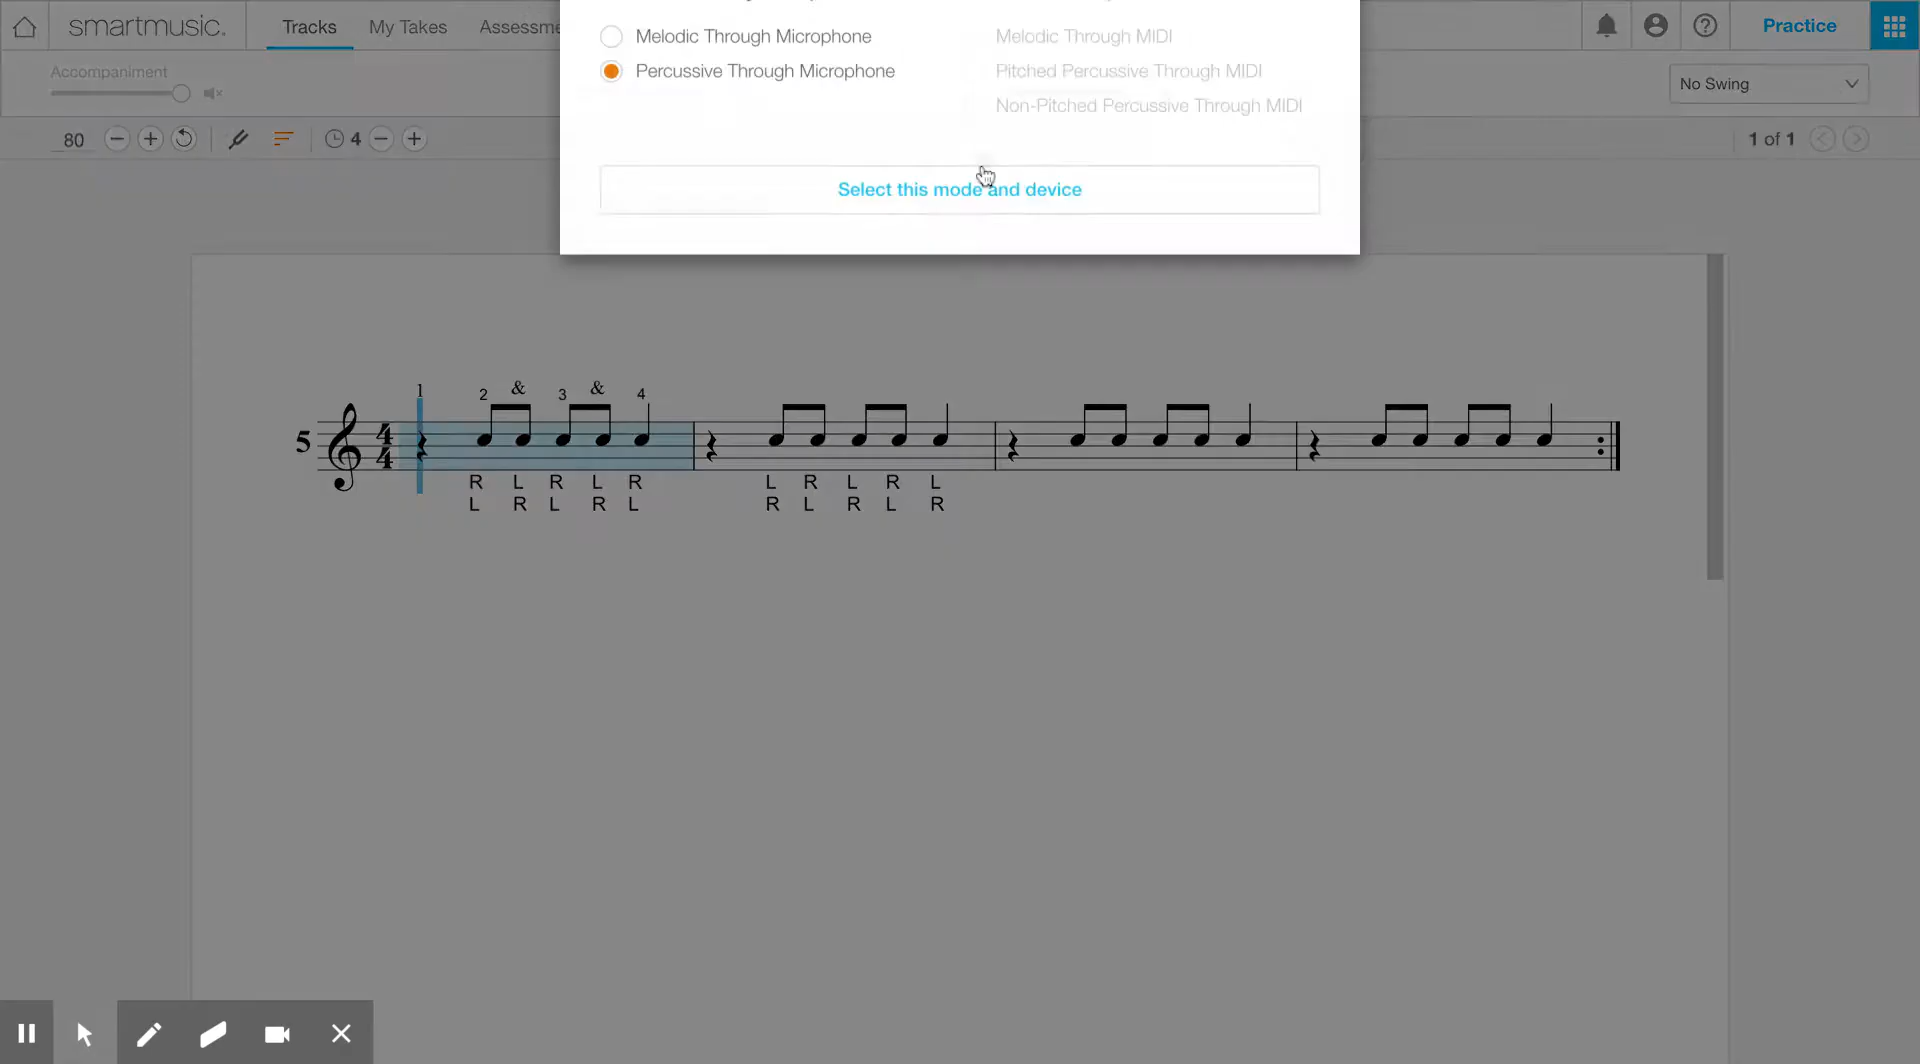 smartmusic.
Tracks
My Takes
Assessme
Practice
Accompaniment
No Swing
80
4
1 of 1
Melodic Through Microphone
Percussive Through Microphone
Melodic Through MIDI
Pitched Percussive Through MIDI
Non-Pitched Percussive Through MIDI
Select this mode and device
1 2 & 3 & 4
5
4
4
R L R L R L R L R L
L R L R L R L R L R